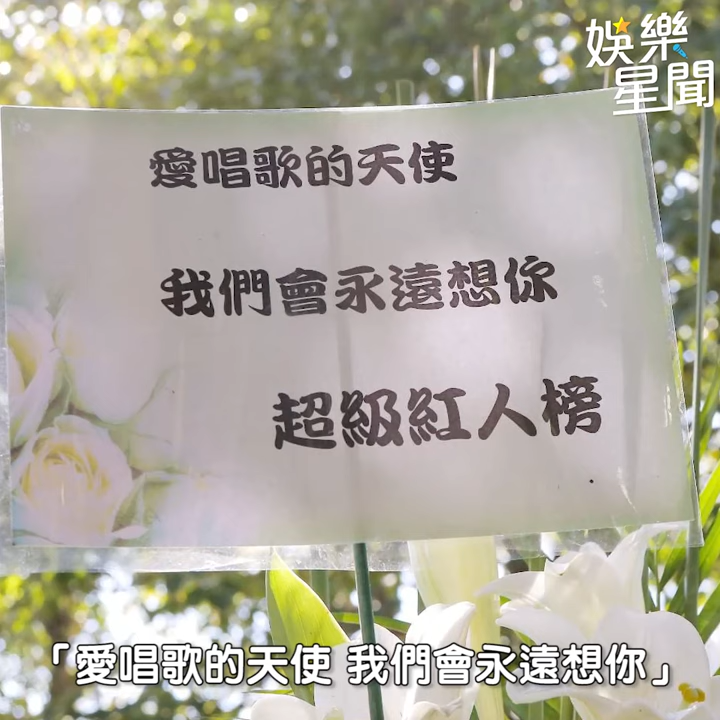 娛樂
星聞
愛唱歌的天使
我們會永遠想你
超級紅人榜
「愛唱歌的天使 我們會永遠想你」